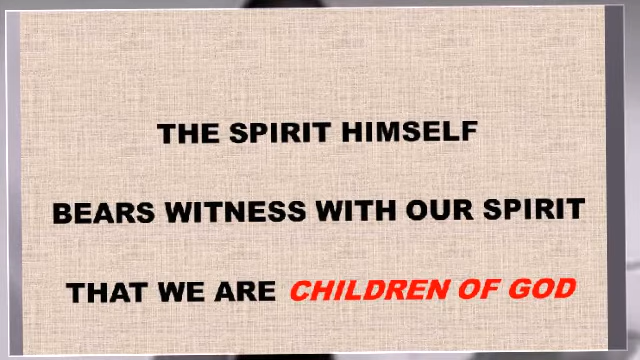 THE SPIRIT HIMSELF
BEARS WITNESS WITH OUR SPIRIT
THAT WE ARE CHILDREN OF GOD